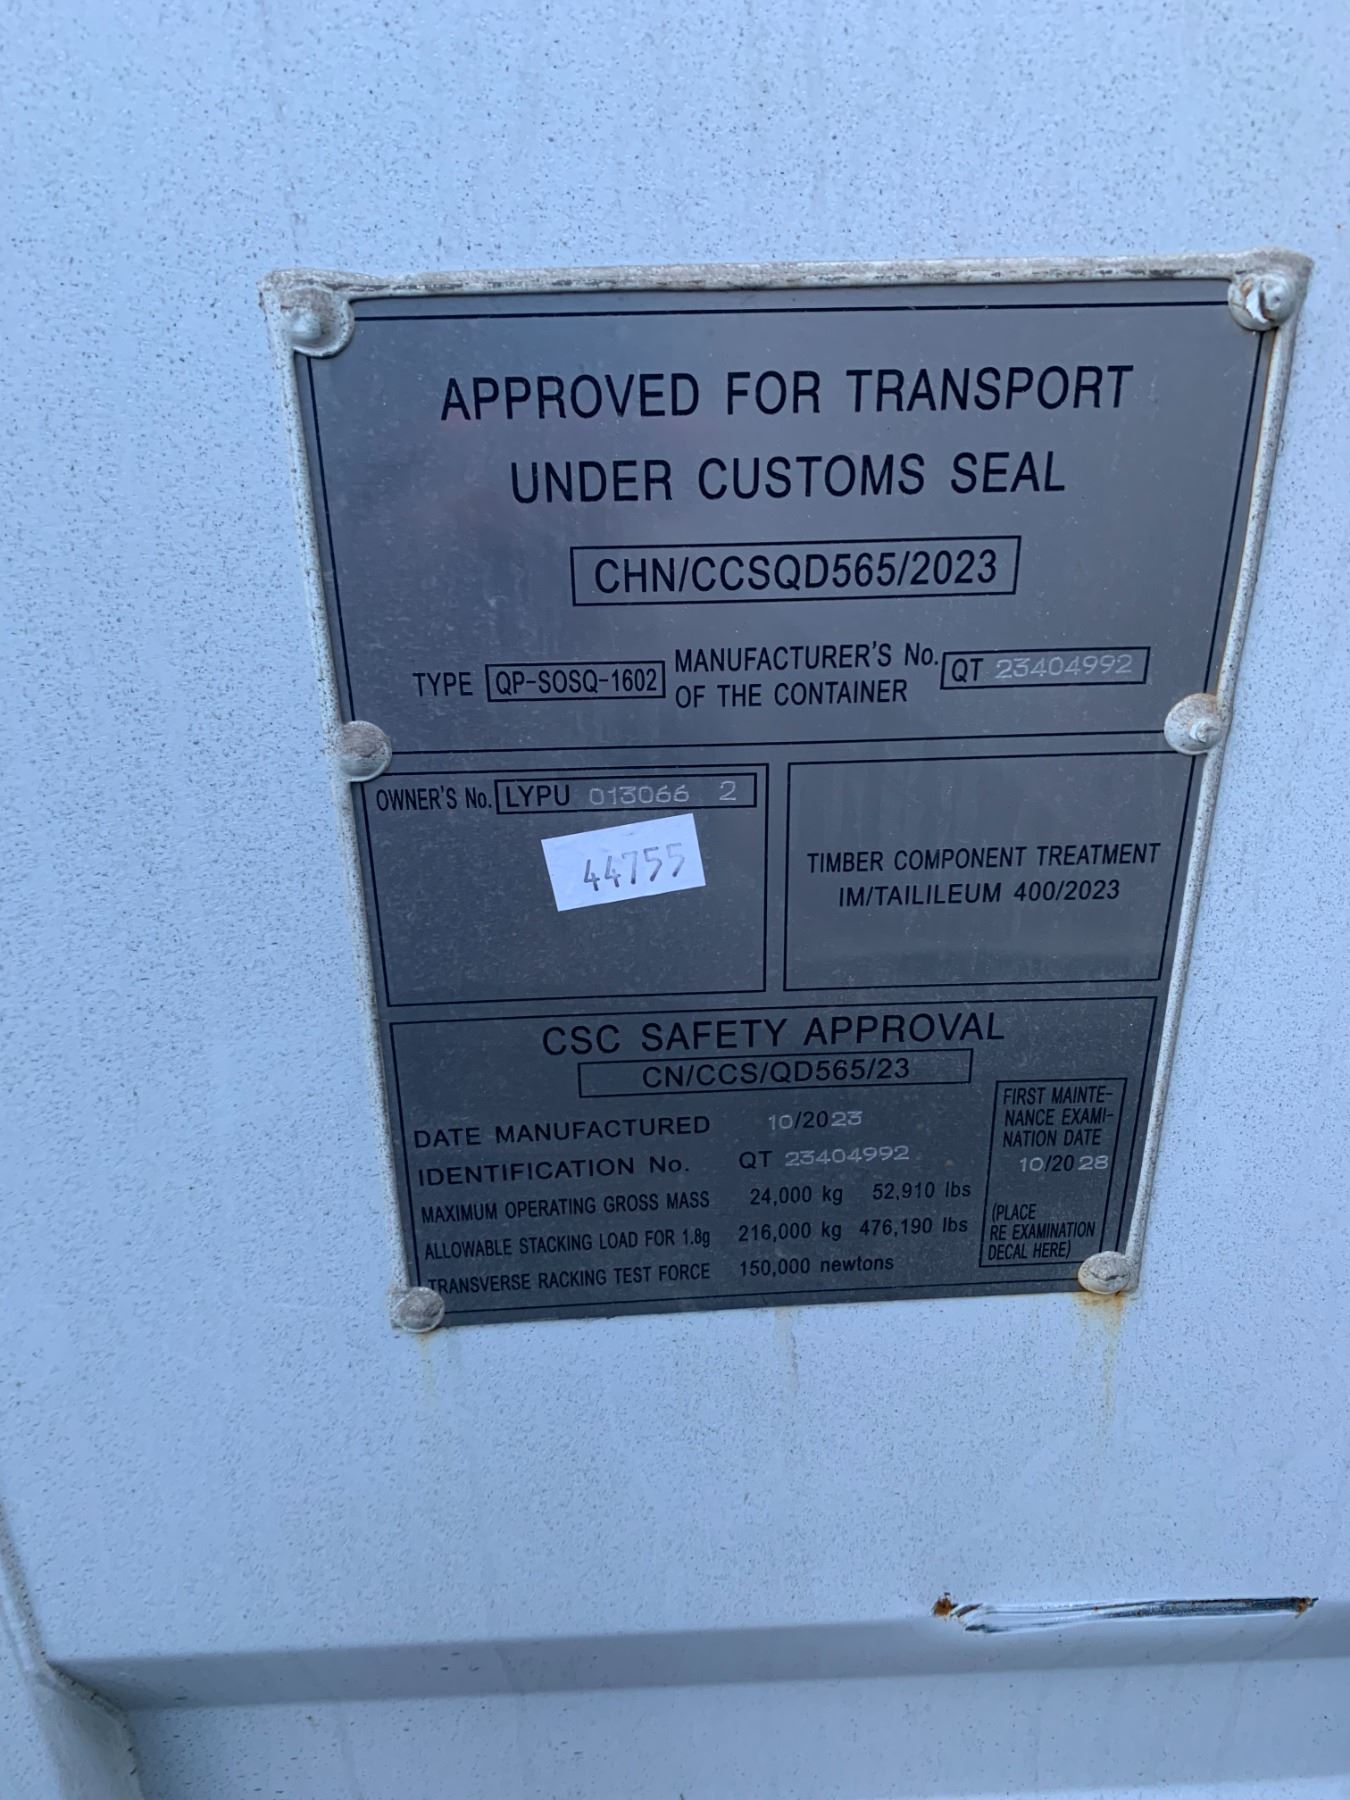 APPROVED FOR TRANSPORT
UNDER CUSTOMS SEAL
CHN/CCSQD565/2023
TYPE QP-SOSQ-1602 MANUFACTURER'S No. OF THE CONTAINER QT 23404992
OWNER'S No. LYPU 013066 2
44755
TIMBER COMPONENT TREATMENT
IM/TAILILEUM 400/2023
CSC SAFETY APPROVAL
CN/CCS/QD565/23
DATE MANUFACTURED 10/2023
IDENTIFICATION No. QT 23404992
MAXIMUM OPERATING GROSS MASS 24,000 kg 52,910 lbs
ALLOWABLE STACKING LOAD FOR 1.8g 216,000 kg 476,190 lbs
TRANSVERSE RACKING TEST FORCE 150,000 newtons
FIRST MAINTE-
NANCE EXAMI-
NATION DATE
10/2028
(PLACE
RE EXAMINATION
DECAL HERE)